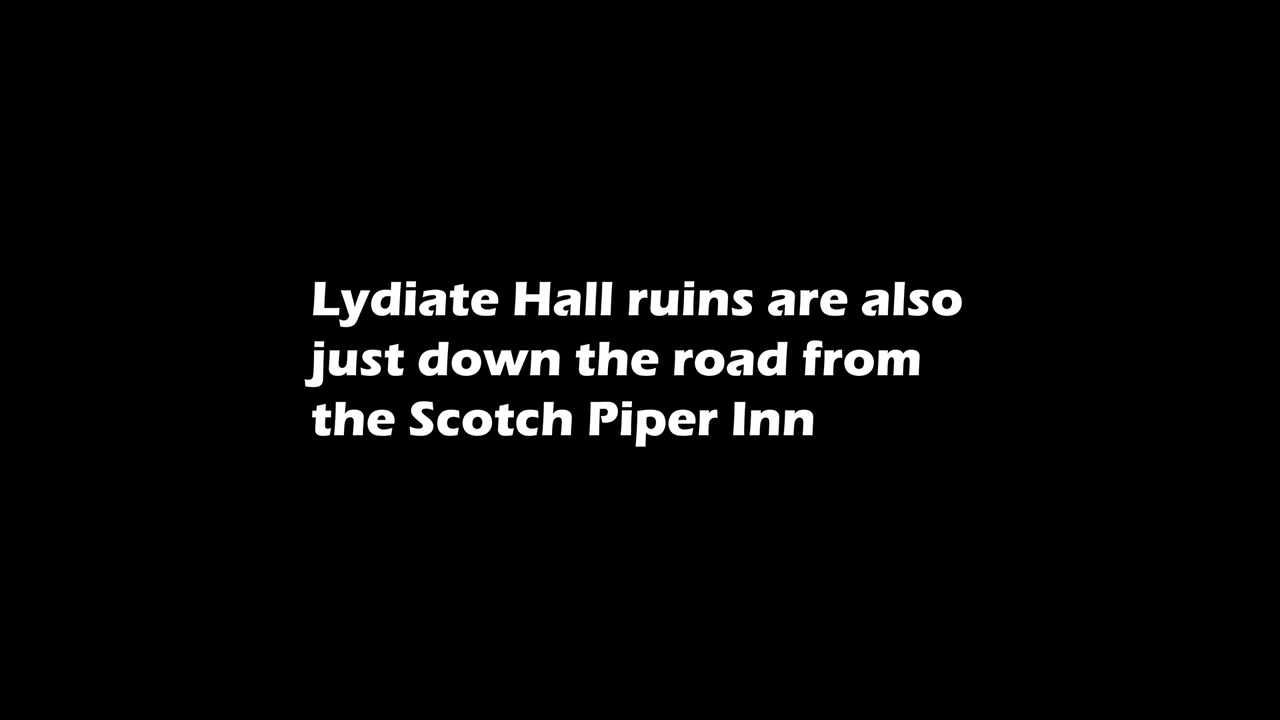 Lydiate Hall ruins are also
just down the road from
the Scotch Piper Inn